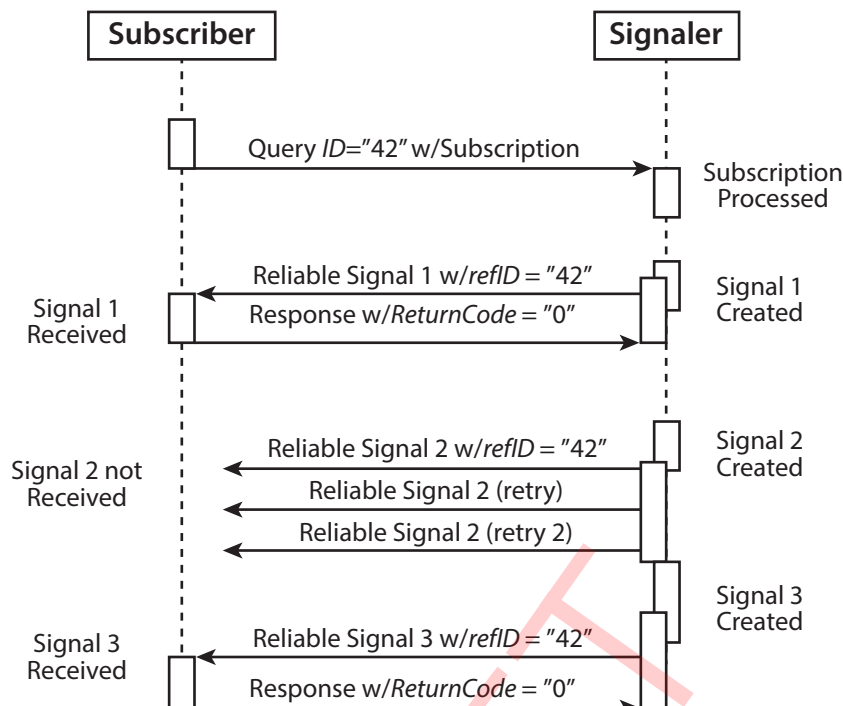 Subscriber
Signaler
Query ID=”42” w/Subscription
Subscription
Processed
Reliable Signal 1 w/refID = ”42”
Signal 1
Created
Signal 1
Received
Response w/ReturnCode = ”0”
Reliable Signal 2 w/refID = ”42”
Signal 2
Created
Signal 2 not
Received
Reliable Signal 2 (retry)
Reliable Signal 2 (retry 2)
Signal 3
Created
Reliable Signal 3 w/refID = ”42”
Signal 3
Received
Response w/ReturnCode = ”0”